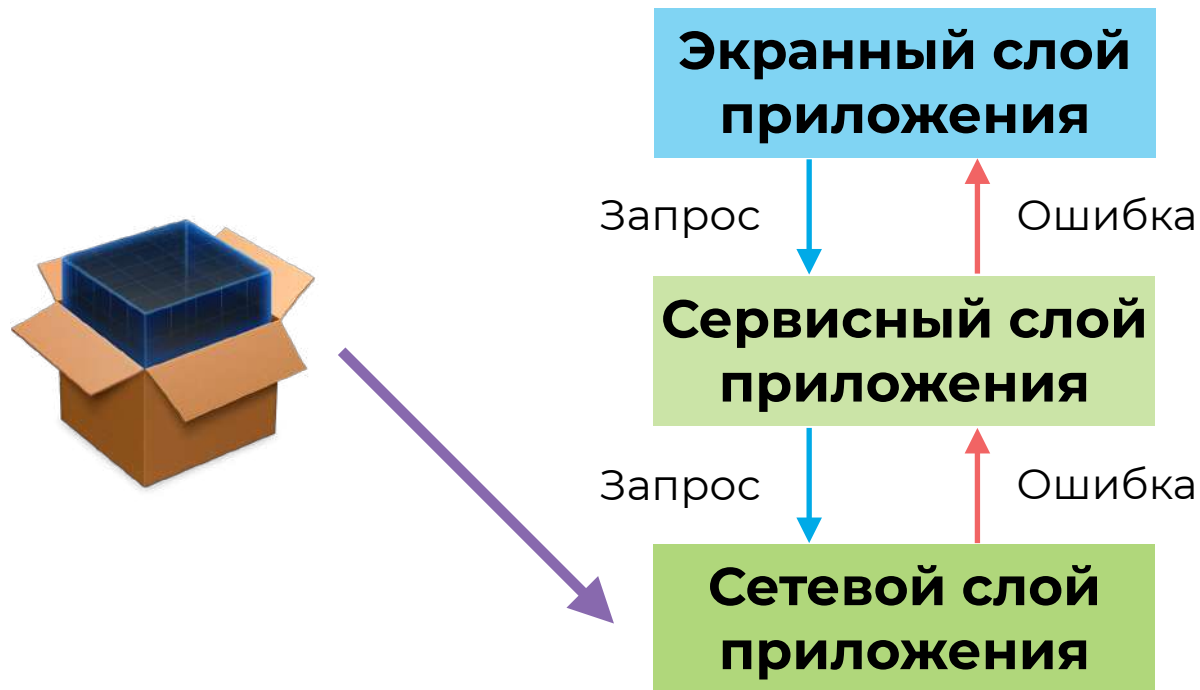 Экранный слой
приложения
Запрос
Ошибка
Сервисный слой
приложения
Запрос
Ошибка
Сетевой слой
приложения